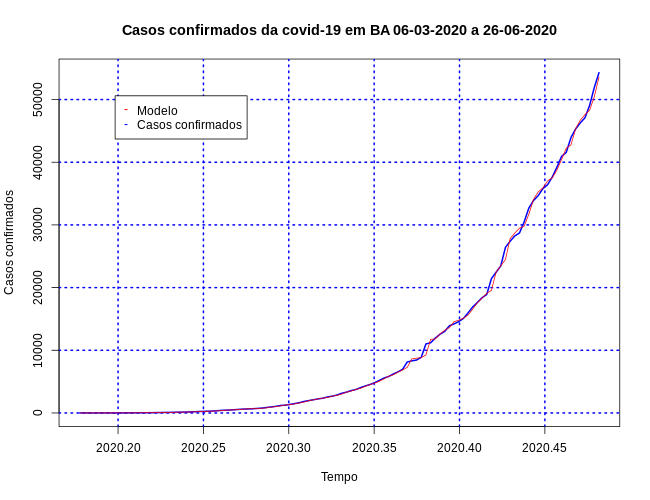 Casos confirmados da covid-19 em BA 06-03-2020 a 26-06-2020
Casos confirmados
50000
40000
30000
20000
10000
0
- Modelo
- Casos confirmados
2020.20 2020.25 2020.30 2020.35 2020.40 2020.45
Tempo